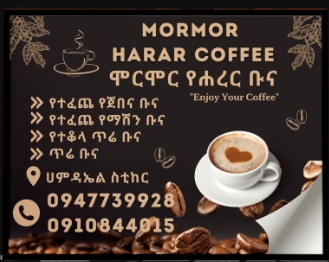 MORMOR
HARAR COFFEE
ሞርሞር የሐረር ቡና
"Enjoy Your Coffee"
የተፈጨ የጀበና ቡና
የተፈጨ የማሽን ቡና
የተቆላ ጥሬ ቡና
ጥሬ ቡና
ሀምዳኤል ስቲከር
0947739928
0910844015